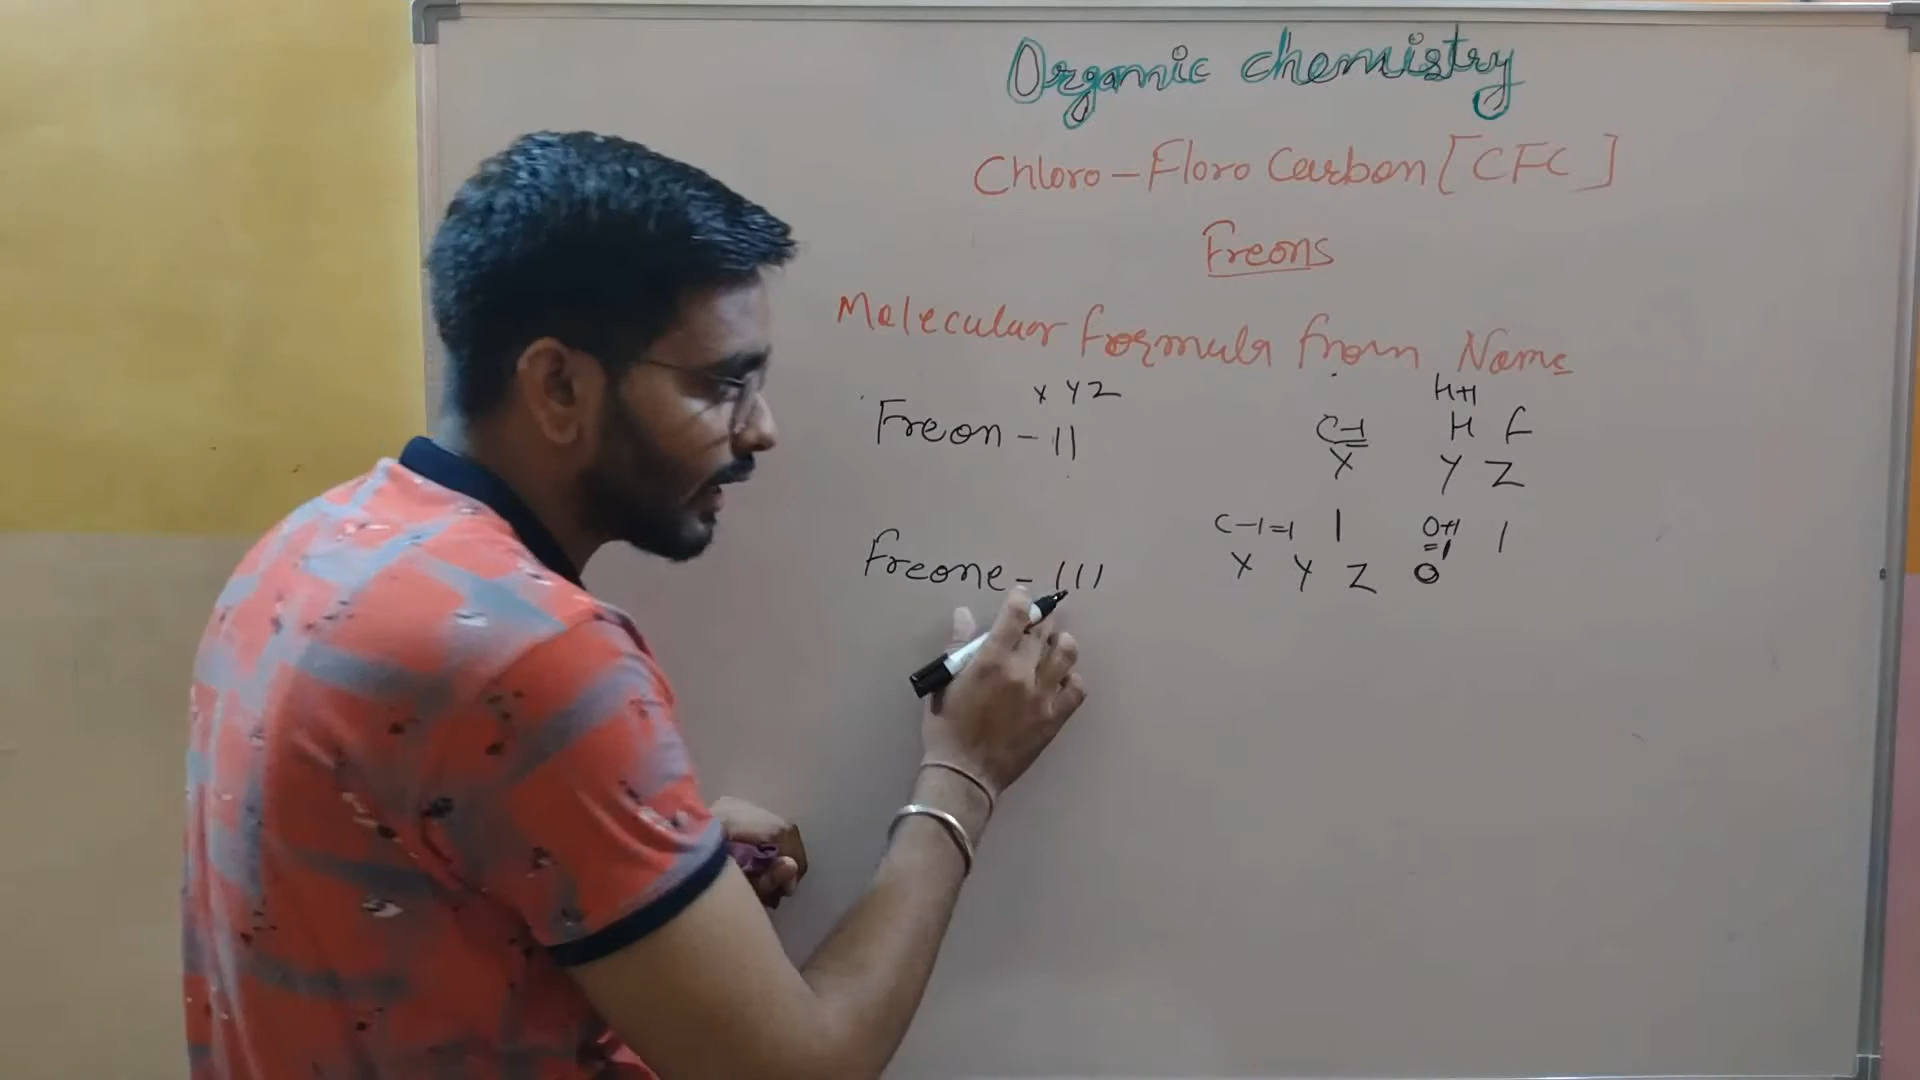 Organic chemistry
Chloro-Floro Carbon [CFC]
Freons
Molecular formula from Name
X Y Z
Freon - 11
H+1
C-1 H F
X Y Z
C-1=1 1 0+1 1
=1
Freone - 111
X Y Z 0